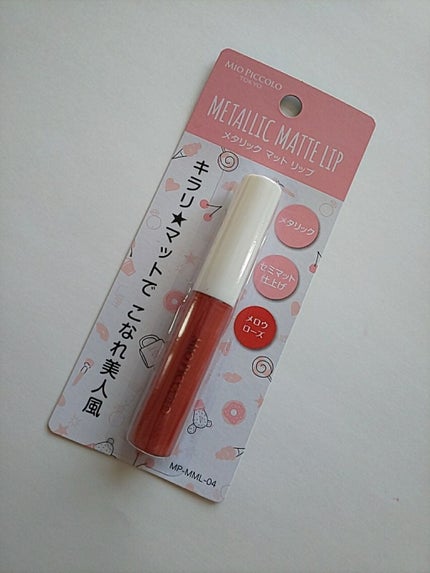 MIO PICCOLO
TOKYO
METALLIC MATTE LIP
メタリック マット リップ
キラリ★マットで こなれ美人風
メタリック
セミマット
仕上げ
メロウ
ローズ
MIO PICCOLO
MP-MML-04